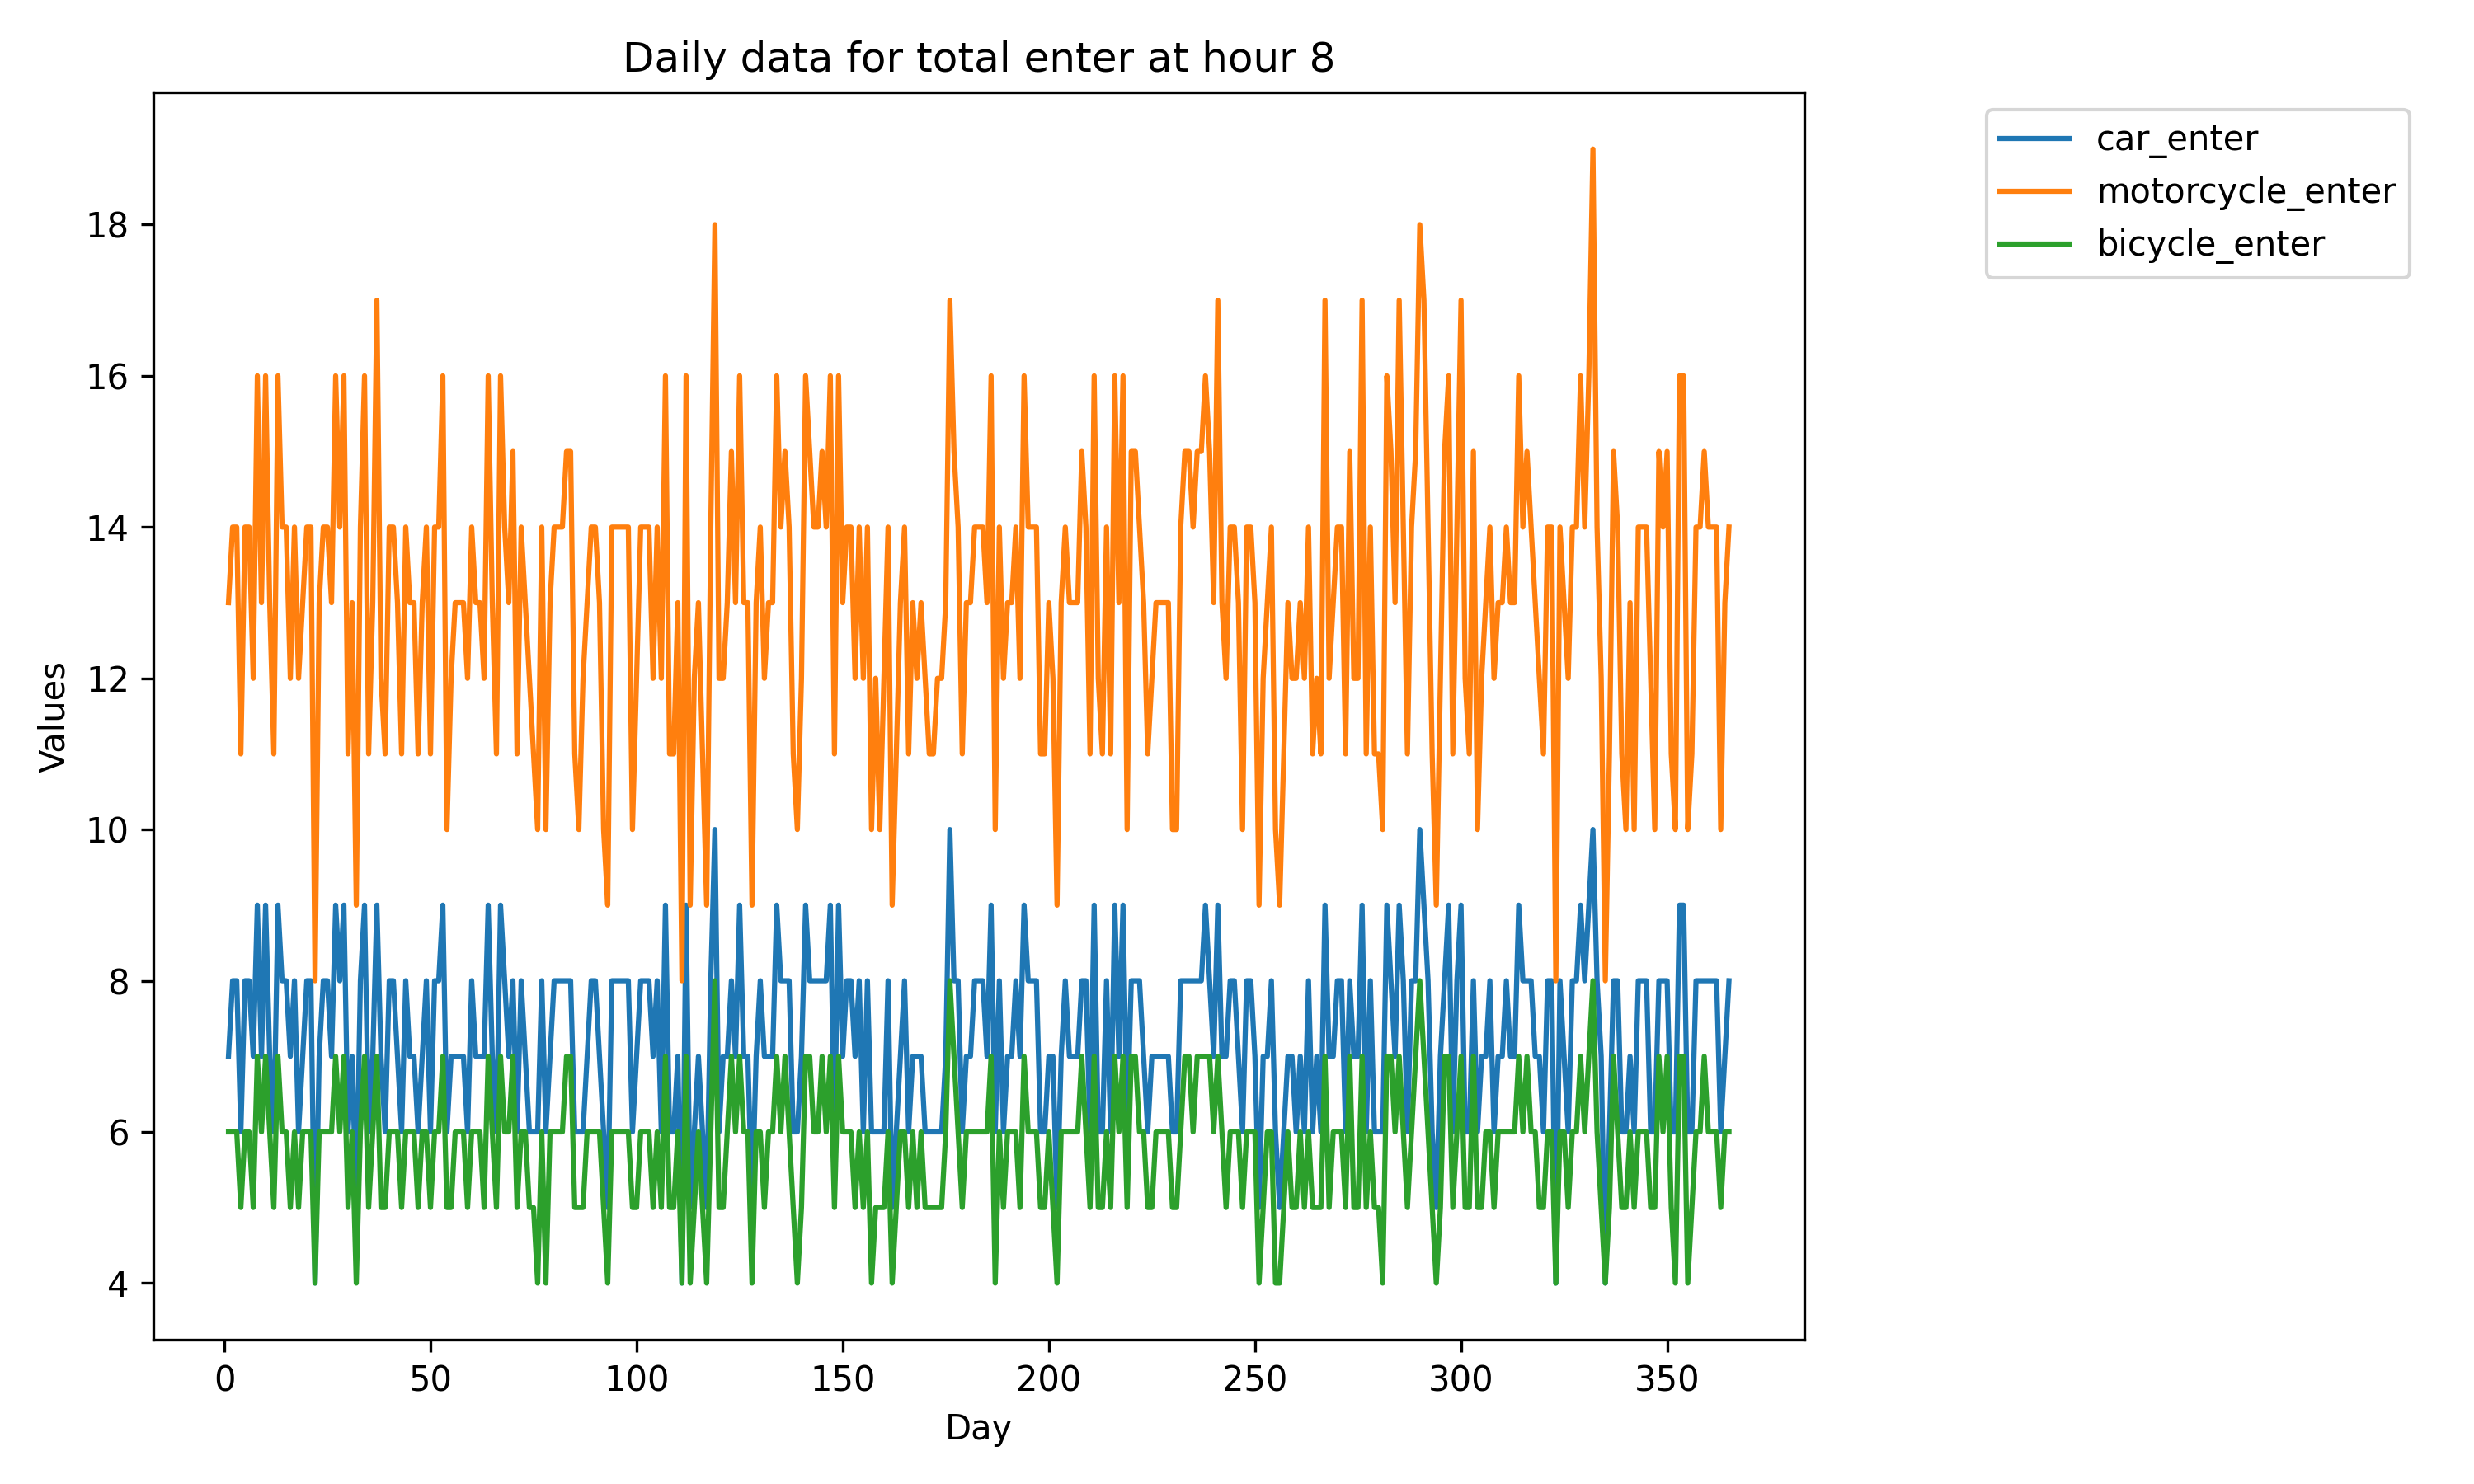 Daily data for total enter at hour 8
car_enter
motorcycle_enter
bicycle_enter
18
16
14
12
10
8
6
4
Values
0 50 100 150 200 250 300 350
Day